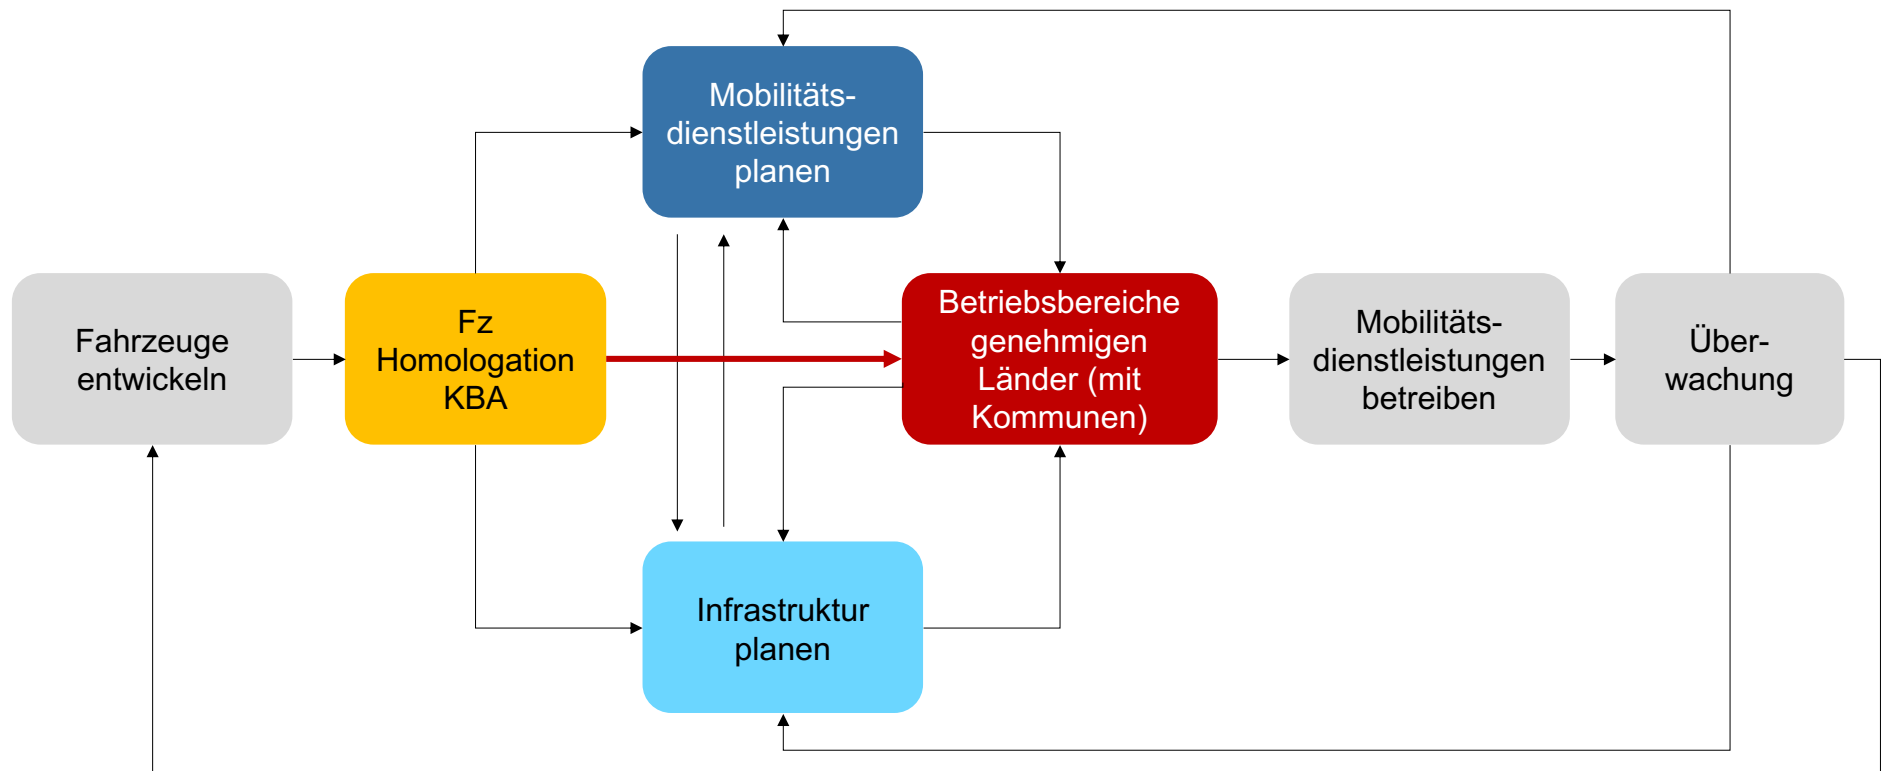 Mobilitäts-
dienstleistungen
planen
Fahrzeuge
entwickeln
Fz
Homologation
KBA
Betriebsbereiche
genehmigen
Länder (mit
Kommunen)
Mobilitäts-
dienstleistungen
betreiben
Über-
wachung
Infrastruktur
planen